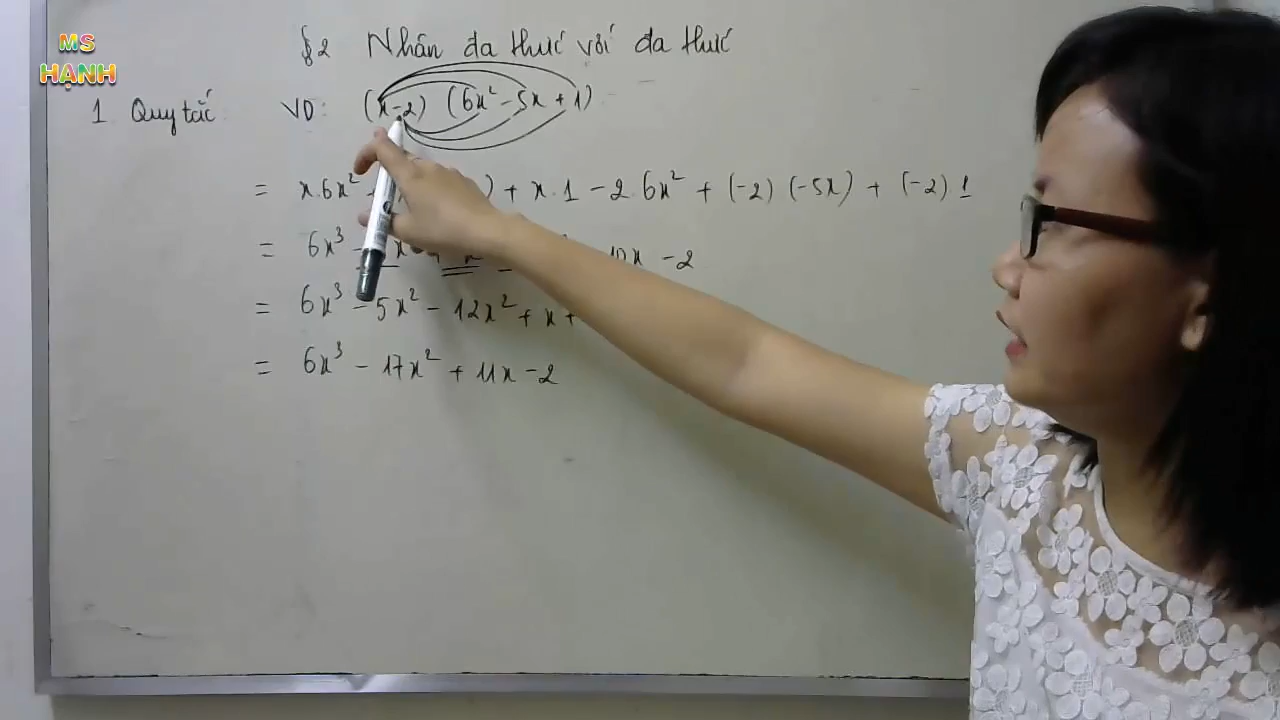 MS
HẠNH
§2 Nhân đa thức với đa thức
1 Quy tắc: VD: (x-2) (6x² - 5x + 1)
= x.6x² ) + x.1 - 2.6x² + (-2)(-5x) + (-2).1
= 6x³ - x 10x - 2
= 6x³ - 5x² - 12x² + x +
= 6x³ - 17x² + 11x - 2